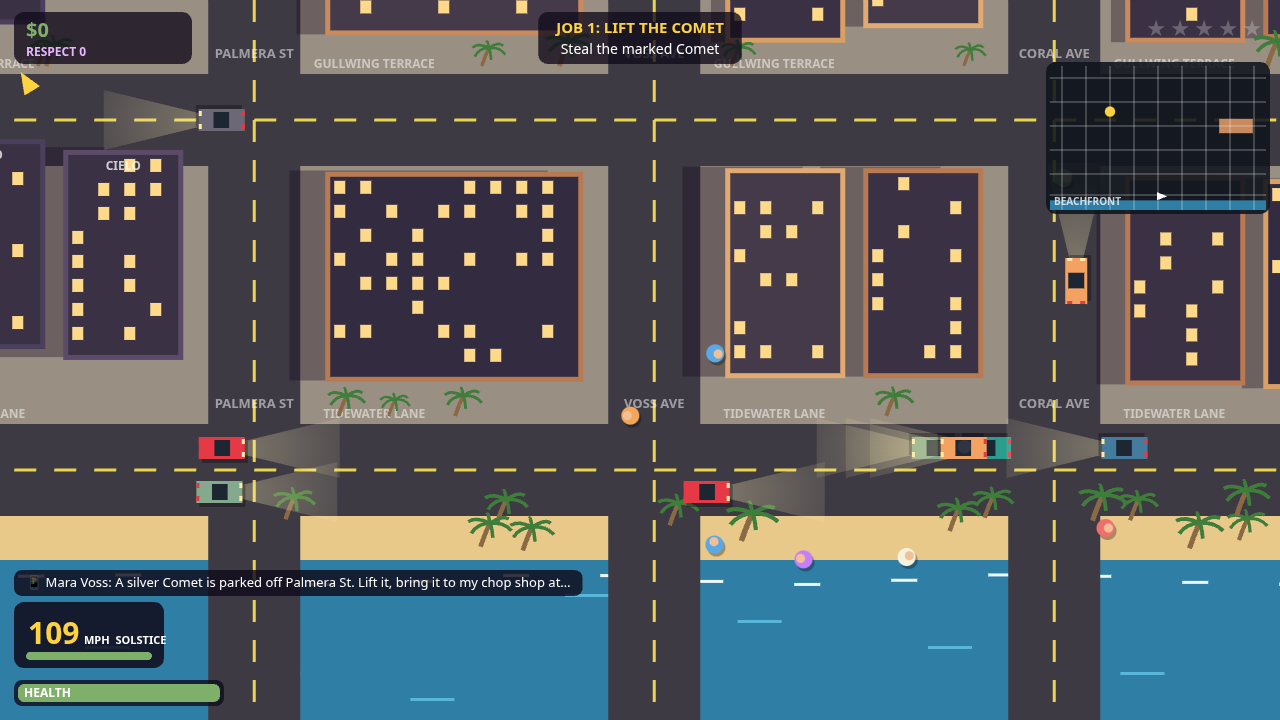 $0
RESPECT 0
JOB 1: LIFT THE COMET
Steal the marked Comet
PALMERA ST
CORAL AVE
GULLWING TERRACE
GULLWING TERRACE
BEACHFRONT
PALMERA ST
VOSS AVE
CORAL AVE
LANE
TIDEWATER LANE
TIDEWATER LANE
TIDEWATER LANE
Mara Voss: A silver Comet is parked off Palmera St. Lift it, bring it to my chop shop at...
109 MPH SOLSTICE
HEALTH